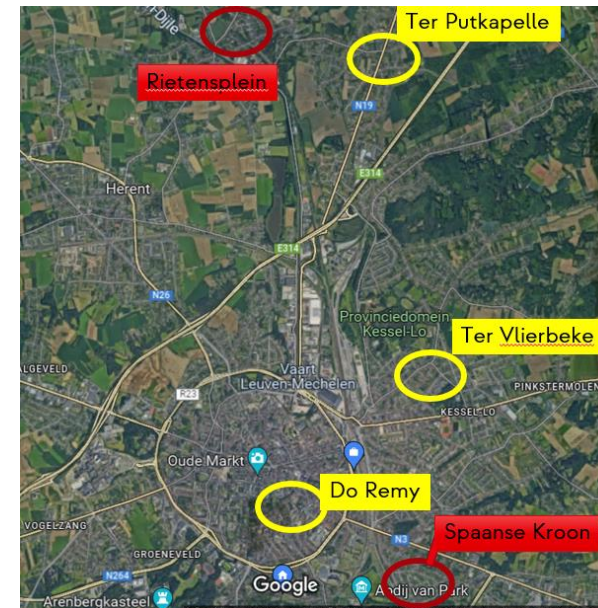 Dijle
Ter Putkapelle
Rietensplein
N19
E314
Herent
E314
N26
Provinciedomein
Kessel-Lo
Ter Vlierbeke
Vaart
Leuven-Mechelen
ALGEVELD
PINKSTERMOLEN
R23
KESSEL-LO
Oude Markt
Do Remy
VOGELZANG
Spaanse Kroon
N3
GROENEVELD
N264
Google
Abdij van Park
Arenbergkasteel